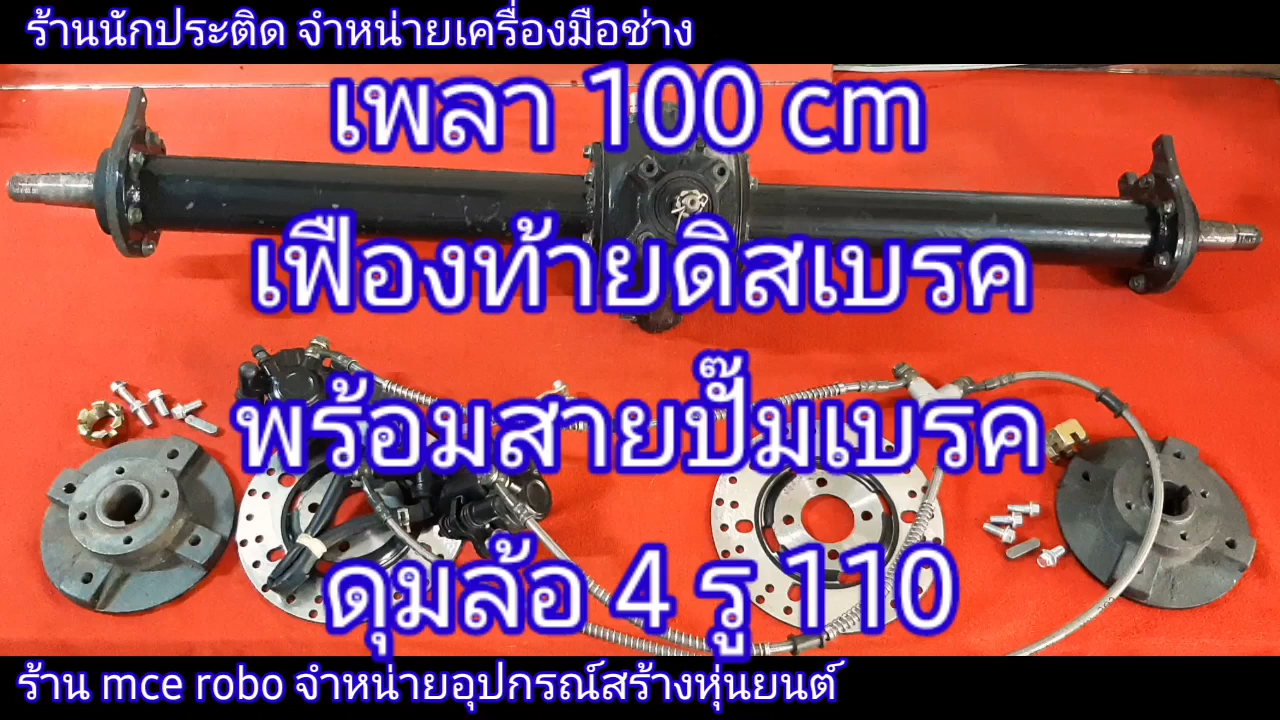 ร้านนักประติด จำหน่ายเครื่องมือช่าง
เพลา 100 cm
เฟืองท้ายดิสเบรค
พร้อมสายปั๊มเบรค
ดุมล้อ 4 รู 110
ร้าน mce robo จำหน่ายอุปกรณ์สร้างหุ่นยนต์